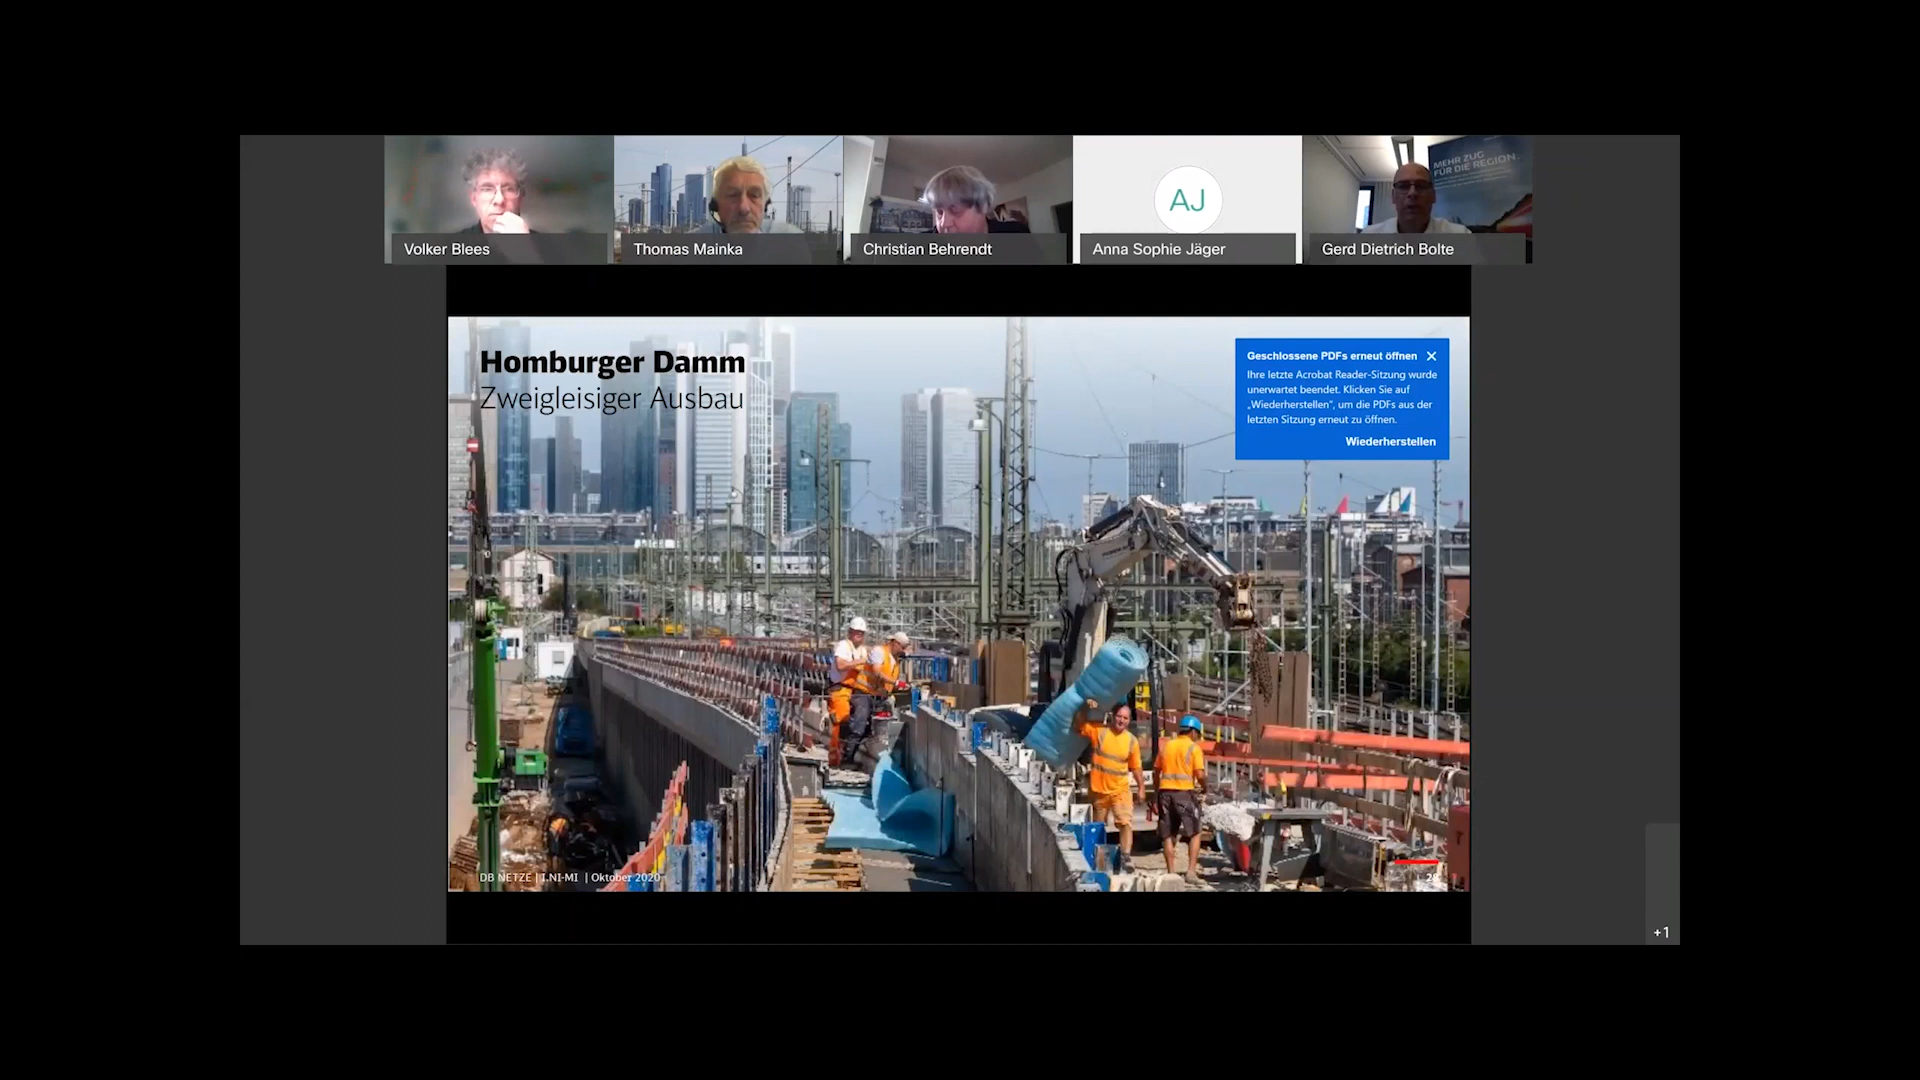 MEHR ZUG
FÜR DIE REGION.
AJ
Volker Blees
Thomas Mainka
Christian Behrendt
Anna Sophie Jäger
Gerd Dietrich Bolte
Homburger Damm
Zweigleisiger Ausbau
Geschlossene PDFs erneut öffnen
Ihre letzte Acrobat Reader-Sitzung wurde
unerwartet beendet. Klicken Sie auf
„Wiederherstellen“, um die PDFs aus der
letzten Sitzung erneut zu öffnen.
Wiederherstellen
DB NETZE | I.NI-MI | Oktober 2020
+1